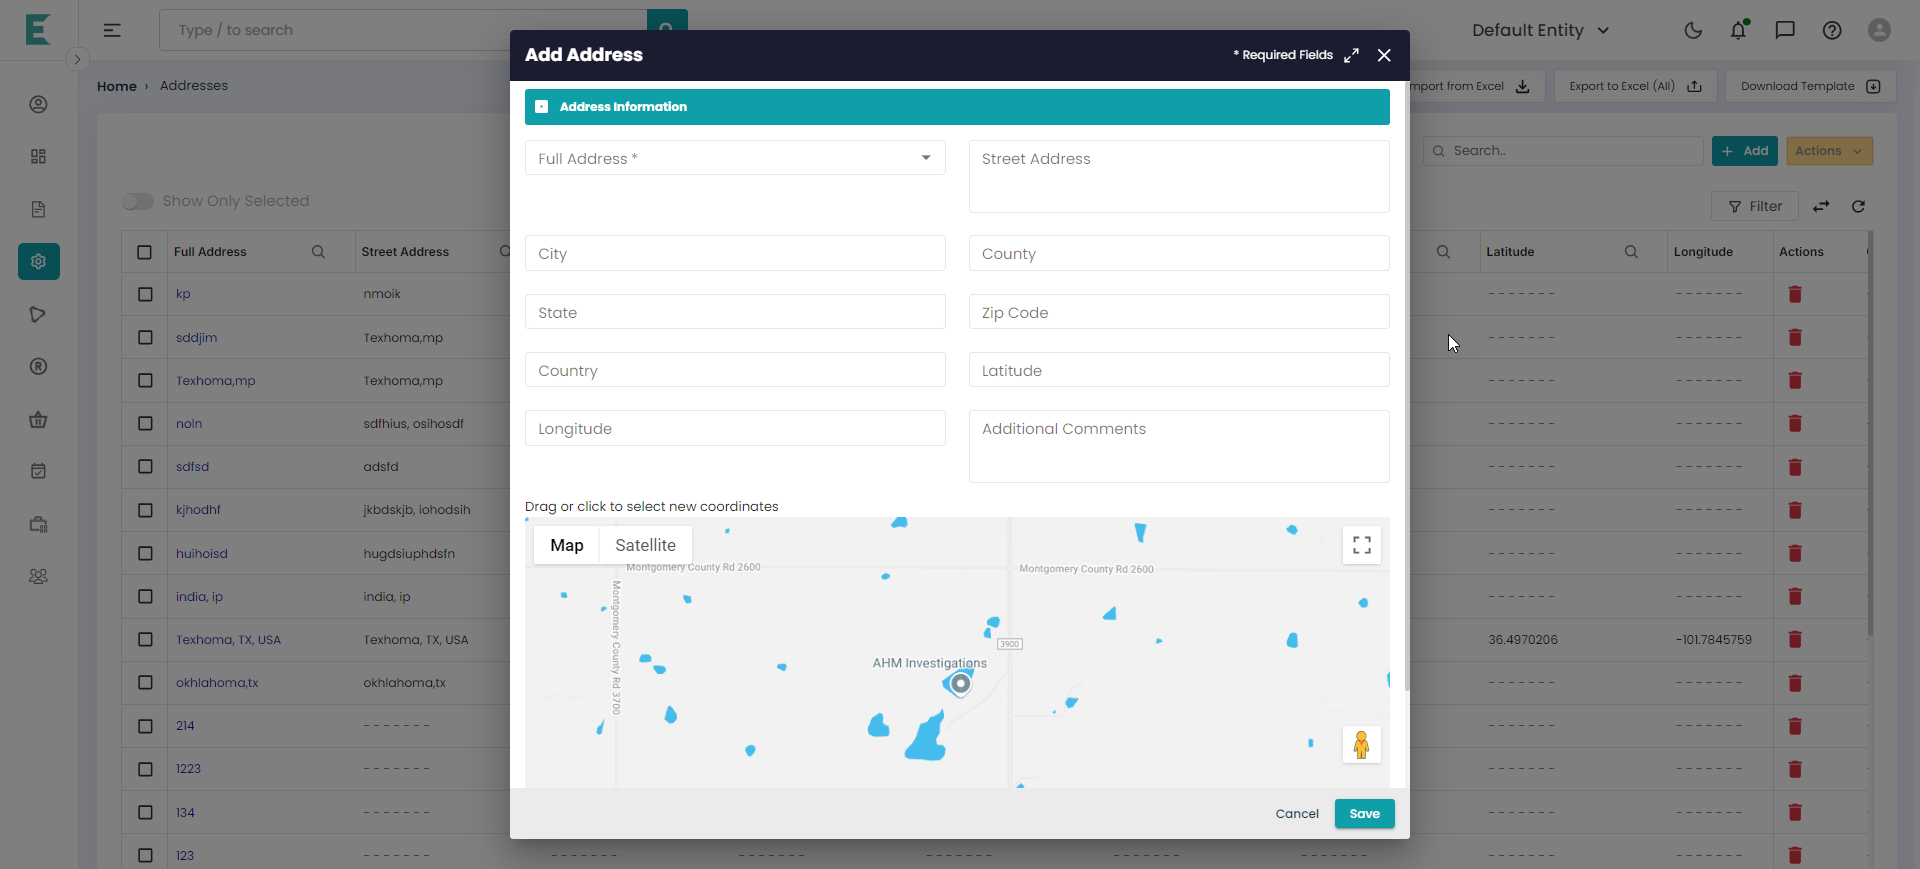 Type / to search
Default Entity
Add Address
* Required Fields
Home › Addresses
mport from Excel
Export to Excel (All)
Download Template
Address Information
Full Address *
Street Address
Search..
+ Add
Actions
Show Only Selected
Filter
City
County
Full Address
Street Address
Latitude
Longitude
Actions
kp
nmoik
- - - - - - -
- - - - - - -
State
Zip Code
sddjim
Texhoma,mp
- - - - - - -
- - - - - - -
Country
Latitude
Texhoma,mp
Texhoma,mp
- - - - - - -
- - - - - - -
Longitude
Additional Comments
noln
sdfhius, osihosdf
- - - - - - -
- - - - - - -
sdfsd
adsfd
- - - - - - -
- - - - - - -
Drag or click to select new coordinates
kjhodhf
jkbdskjb, iohodsih
- - - - - - -
- - - - - - -
Map
Satellite
huihoisd
hugdsiuphdsfn
- - - - - - -
- - - - - - -
Montgomery County Rd 2600
Montgomery County Rd 2600
Montgomery County Rd 3700
india, ip
india, ip
- - - - - - -
- - - - - - -
3900
Texhoma, TX, USA
Texhoma, TX, USA
36.4970206
-101.7845759
AHM Investigations
okhlahoma,tx
okhlahoma,tx
- - - - - - -
- - - - - - -
214
- - - - - - -
- - - - - - -
- - - - - - -
1223
- - - - - - -
- - - - - - -
- - - - - - -
134
- - - - - - -
- - - - - - -
- - - - - - -
Cancel
Save
123
- - - - - - -
- - - - - - -
- - - - - - -
- - - - - - -
- - - - - - -
- - - - - - -
- - - - - - -
- - - - - - -